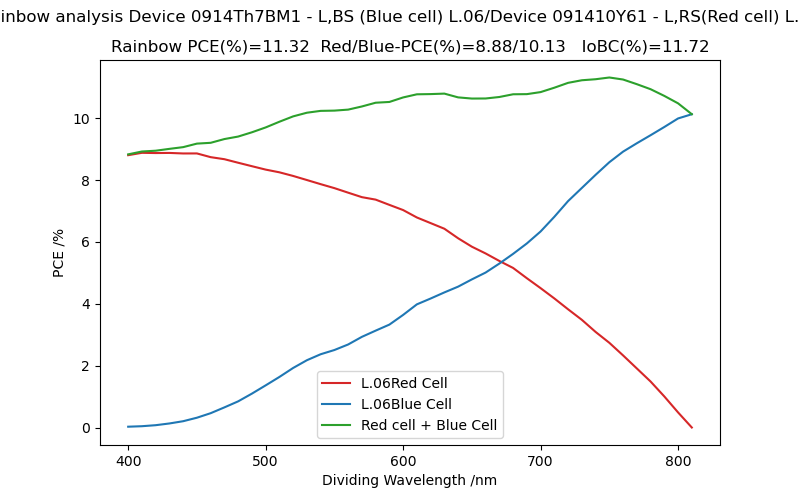 inbow analysis Device 0914Th7BM1 - L,BS (Blue cell) L.06/Device 091410Y61 - L,RS(Red cell) L.
Rainbow PCE(%)=11.32 Red/Blue-PCE(%)=8.88/10.13 IoBC(%)=11.72
PCE /%
10
8
6
4
2
0
L.06Red Cell
L.06Blue Cell
Red cell + Blue Cell
400 500 600 700 800
Dividing Wavelength /nm